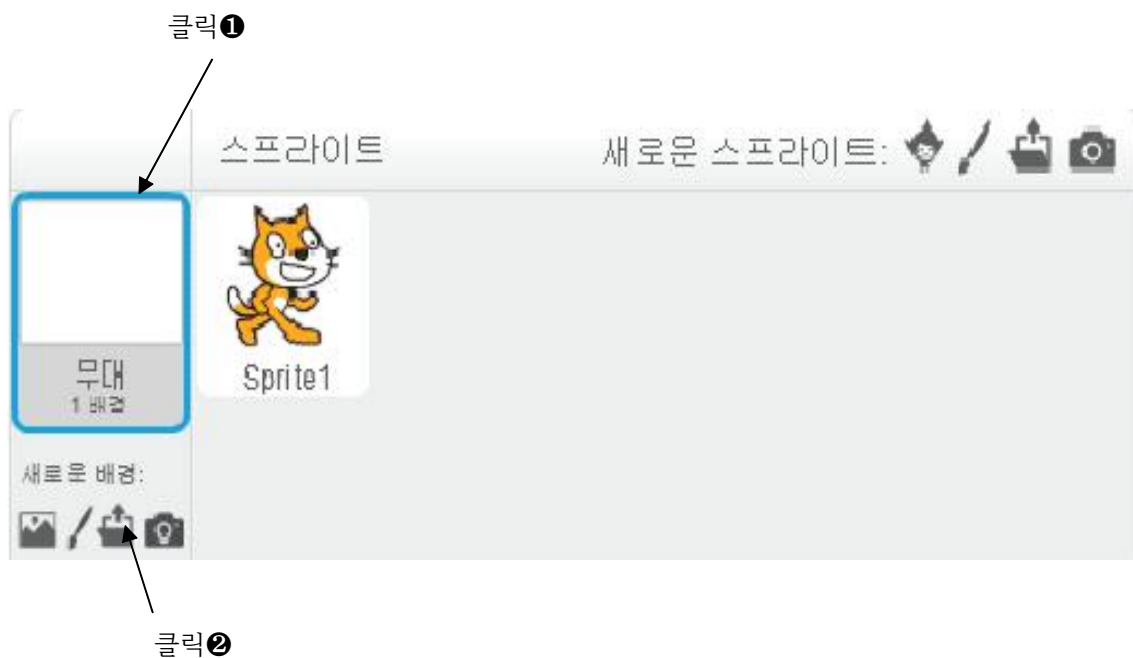 클릭❶
스프라이트
새로운 스프라이트:
무대
1 배경
Sprite1
새로운 배경:
클릭❷